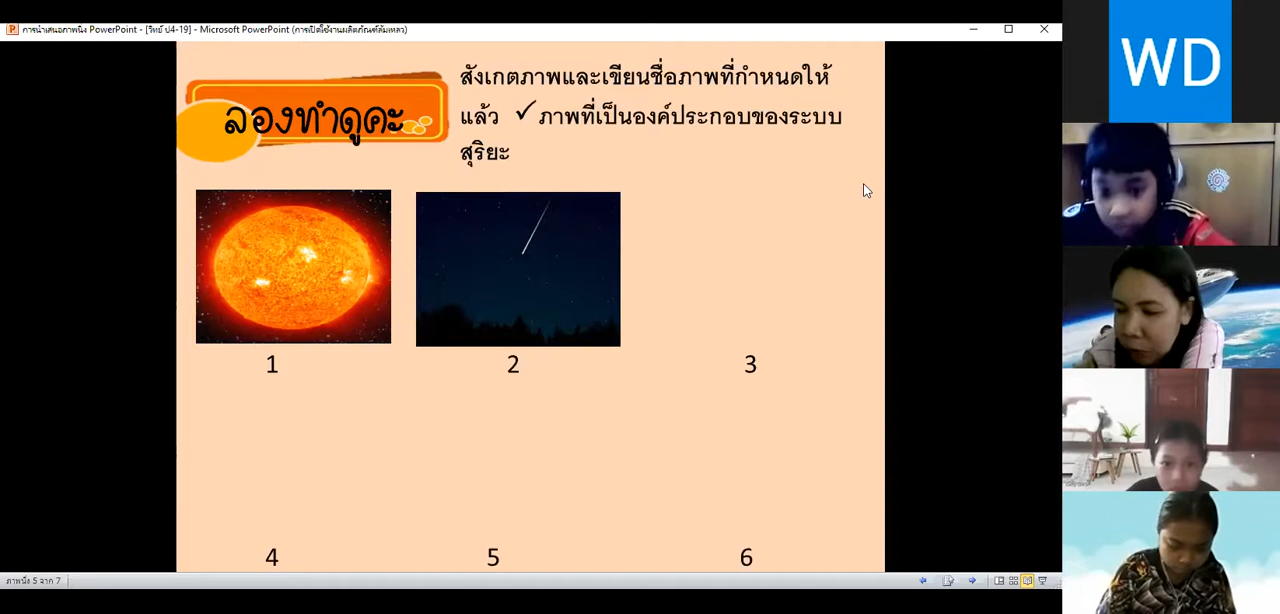 การนำเสนอภาพนิ่ง PowerPoint - [วิทย์ ป4-19] - Microsoft PowerPoint (การเปิดใช้งานผลิตภัณฑ์ล้มเหลว)
WD
ลองทำดูคะ
สังเกตภาพและเขียนชื่อภาพที่กำหนดให้
แล้ว ✓ภาพที่เป็นองค์ประกอบของระบบ
สุริยะ
1
2
3
4
5
6
ภาพนิ่ง 5 จาก 7